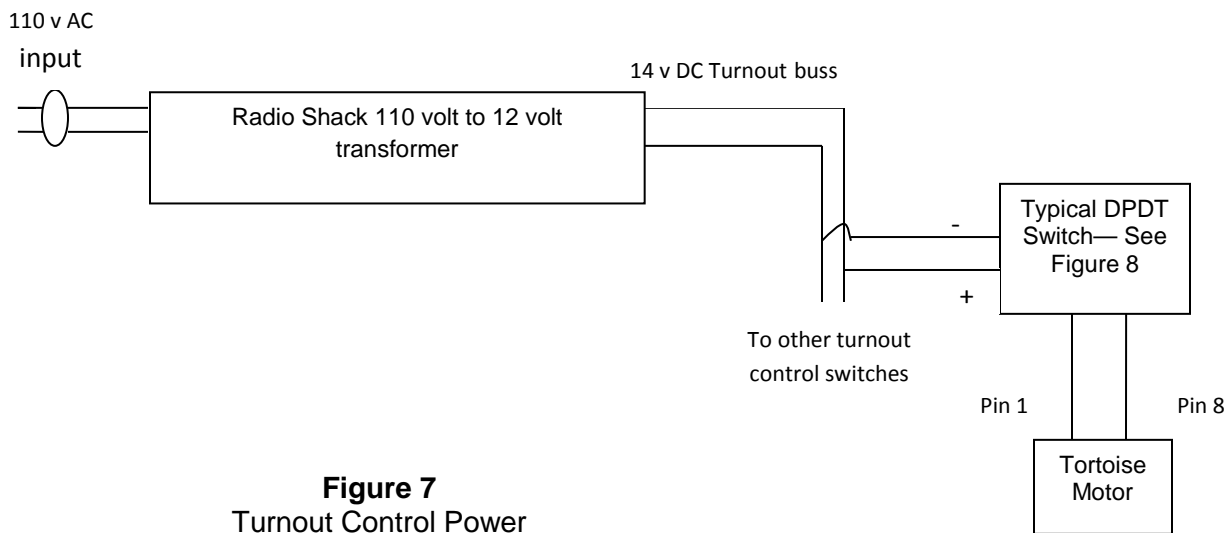 110 v AC
input
14 v DC Turnout buss
Radio Shack 110 volt to 12 volt
transformer
Typical DPDT
Switch— See
Figure 8
-
+
To other turnout
control switches
Pin 1
Pin 8
Tortoise
Motor
Figure 7
Turnout Control Power